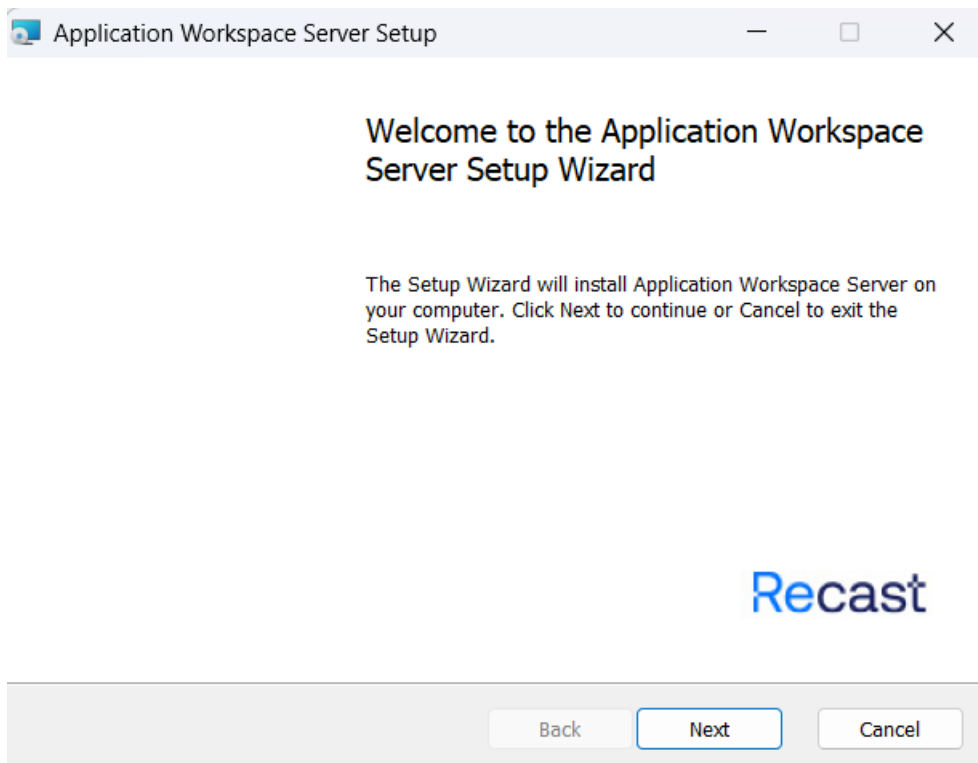 Application Workspace Server Setup
Welcome to the Application Workspace
Server Setup Wizard
The Setup Wizard will install Application Workspace Server on
your computer. Click Next to continue or Cancel to exit the
Setup Wizard.
Recast
Back Next Cancel